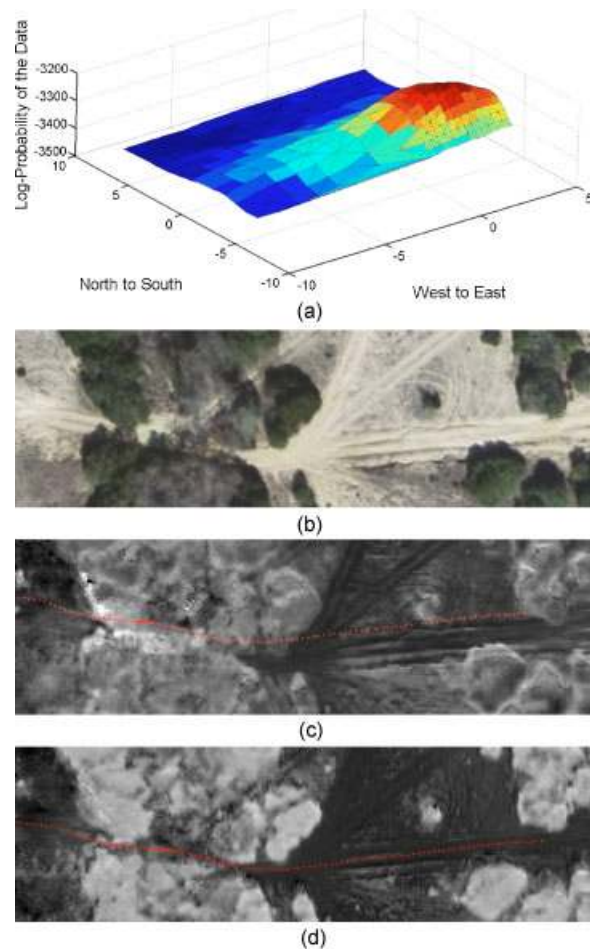 Log-Probability of the Data
-3200
-3300
-3400
-3500
10
5
0
-5
-10
North to South
-10
-5
0
5
West to East
(a)
(b)
(c)
(d)